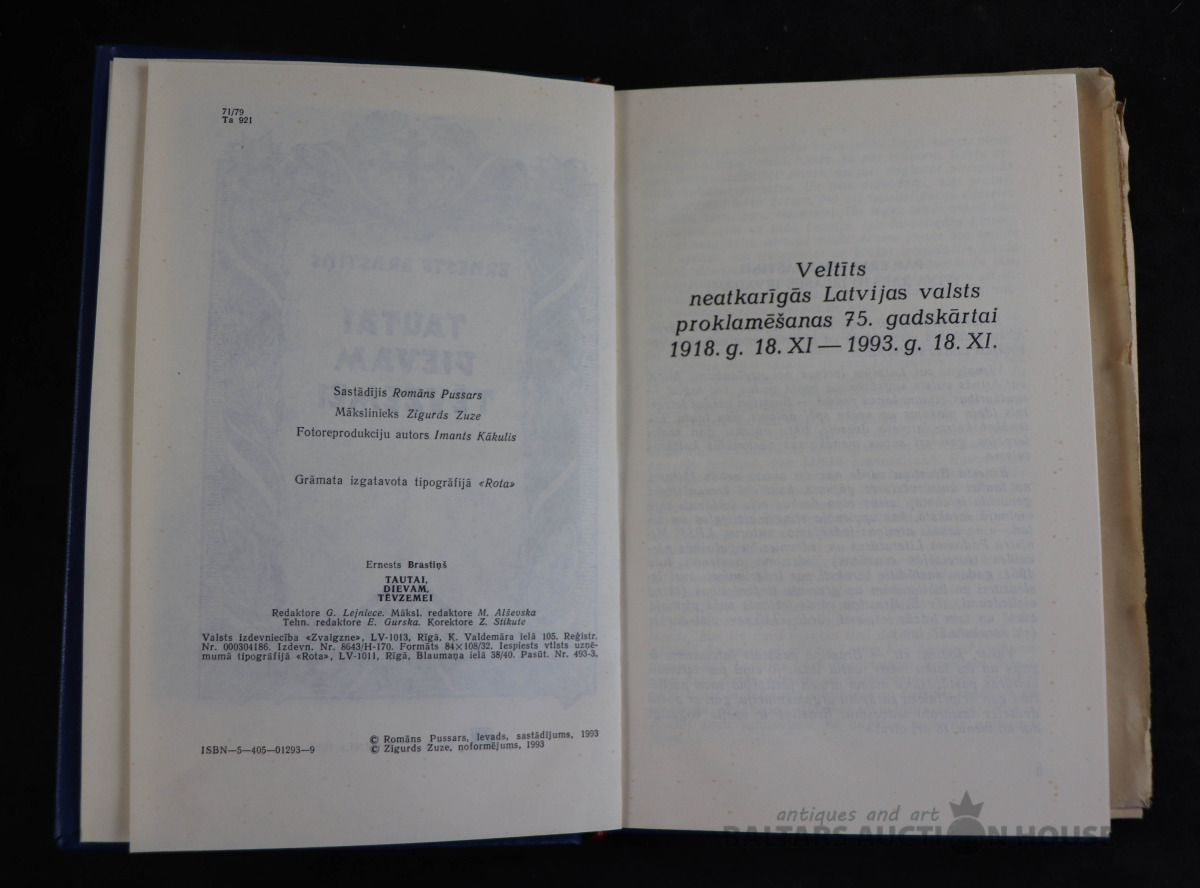 71/79
Ta 921
Sastādījis Romāns Pussars
Mākslinieks Zigurds Zuze
Fotoreprodukciju autors Imants Kākulis
Grāmata izgatavota tipogrāfijā «Rota»
Ernests Brastiņš
TAUTAI,
DIEVAM,
TĒVZEMEI
Redaktore G. Lejniece. Māksl. redaktore M. Alševska
Tehn. redaktore E. Gurska. Korektore Z. Stikute
Valsts izdevniecība «Zvaigzne», LV-1013, Rīgā, K. Valdemāra ielā 105. Reģistr.
Nr. 000304186. Izdevn. Nr. 8643/H-170. Formāts 84×108/32. Iespiests vtlsts uzņē-
mumā tipogrāfijā «Rota», LV-1011, Rīgā, Blaumaņa ielā 38/40. Pasūt. Nr. 493-3.
ISBN—5—405—01293—9
© Romāns Pussars, ievads, sastādījums, 1993
© Zigurds Zuze, noformējums, 1993
Veltīts
neatkarīgās Latvijas valsts
proklamēšanas 75. gadskārtai
1918. g. 18. XI — 1993. g. 18. XI.
antiques and art
BALTARS AUCTION HOUSE